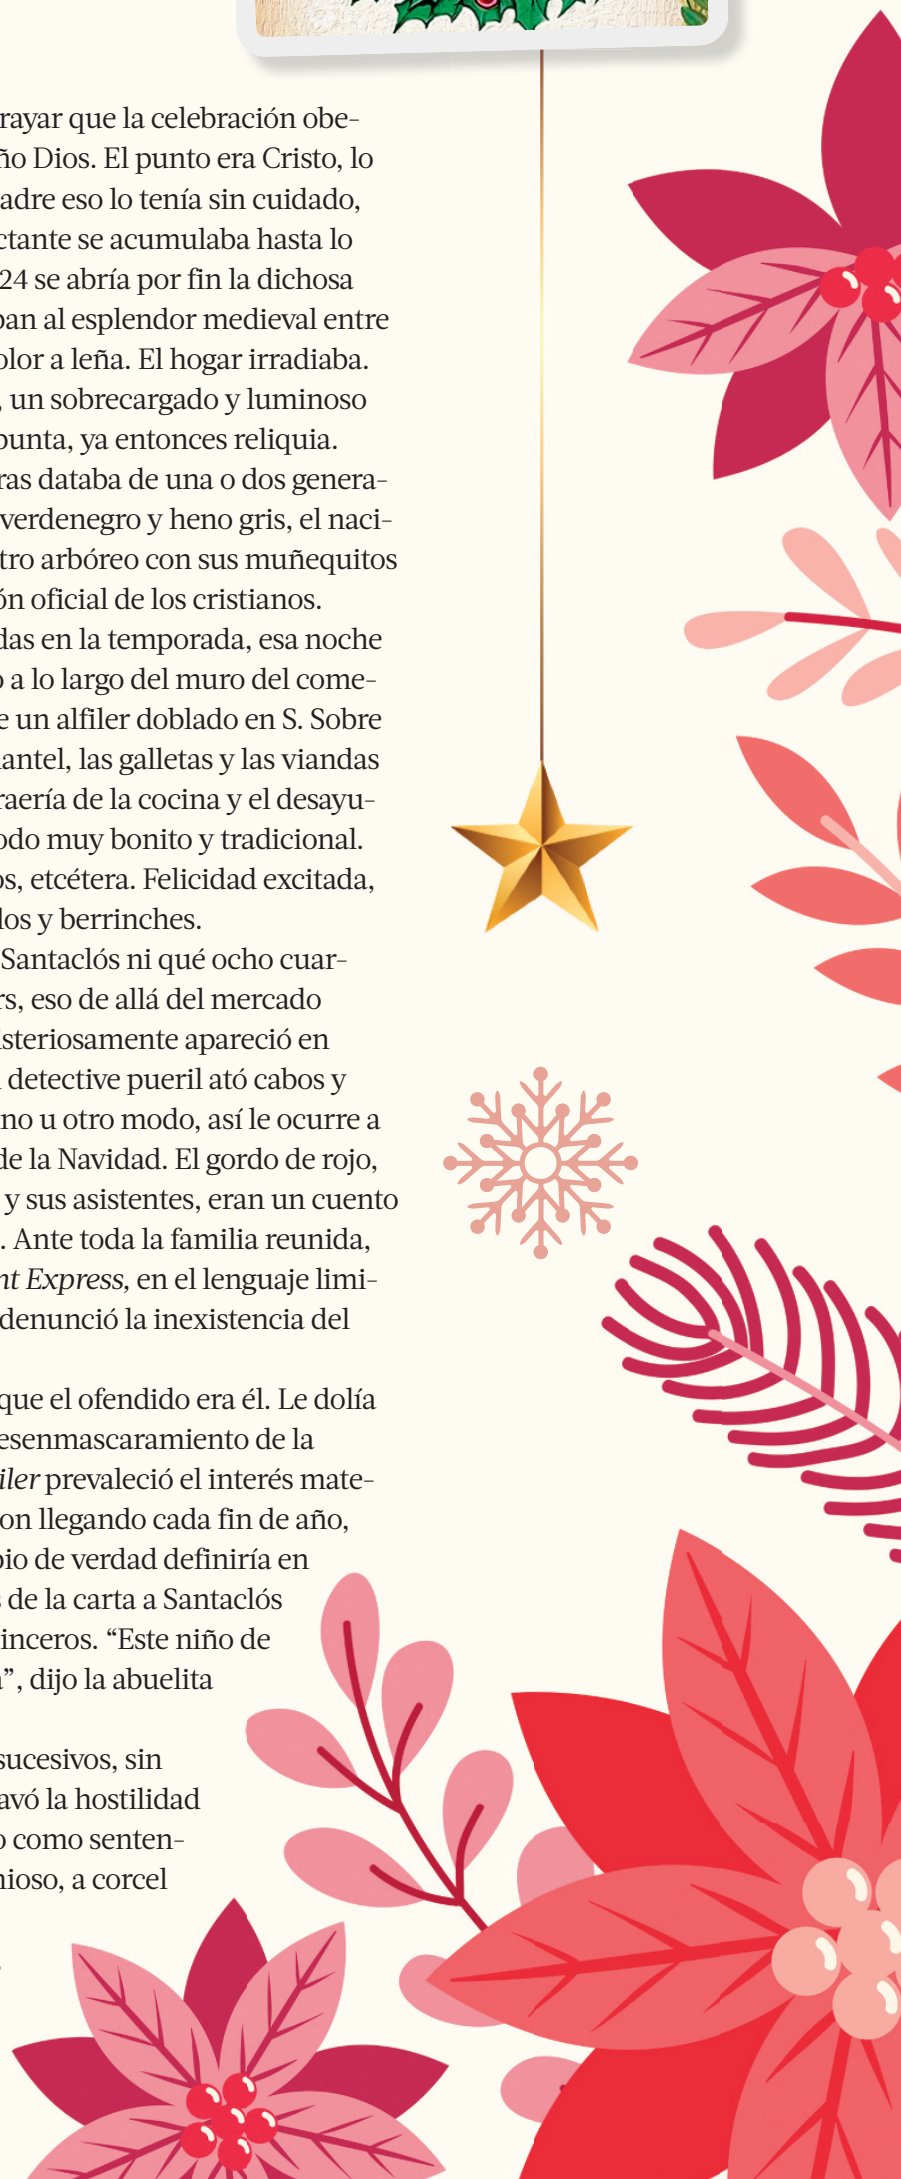 rayar que la celebración obe-
ño Dios. El punto era Cristo, lo
adre eso lo tenía sin cuidado,
ctante se acumulaba hasta lo
24 se abría por fin la dichosa
ban al esplendor medieval entre
olor a leña. El hogar irradiaba.
, un sobrecargado y luminoso
punta, ya entonces reliquia.
ras databa de una o dos genera-
verdenegro y heno gris, el naci-
tro arbóreo con sus muñequitos
ón oficial de los cristianos.
das en la temporada, esa noche
o a lo largo del muro del come-
e un alfiler doblado en S. Sobre
antel, las galletas y las viandas
raería de la cocina y el desayu-
odo muy bonito y tradicional.
os, etcétera. Felicidad excitada,
los y berrinches.
Santaclós ni qué ocho cuar-
rs, eso de allá del mercado
isteriosamente apareció en
detective pueril ató cabos y
no u otro modo, así le ocurre a
de la Navidad. El gordo de rojo,
y sus asistentes, eran un cuento
. Ante toda la familia reunida,
nt Express, en el lenguaje limi-
denunció la inexistencia del
que el ofendido era él. Le dolía
esenmascaramiento de la
iler prevaleció el interés mate-
on llegando cada fin de año,
pio de verdad definiría en
s de la carta a Santaclós
inceros. “Este niño de
a”, dijo la abuelita
sucesivos, sin
avó la hostilidad
o como senten-
nioso, a corcel